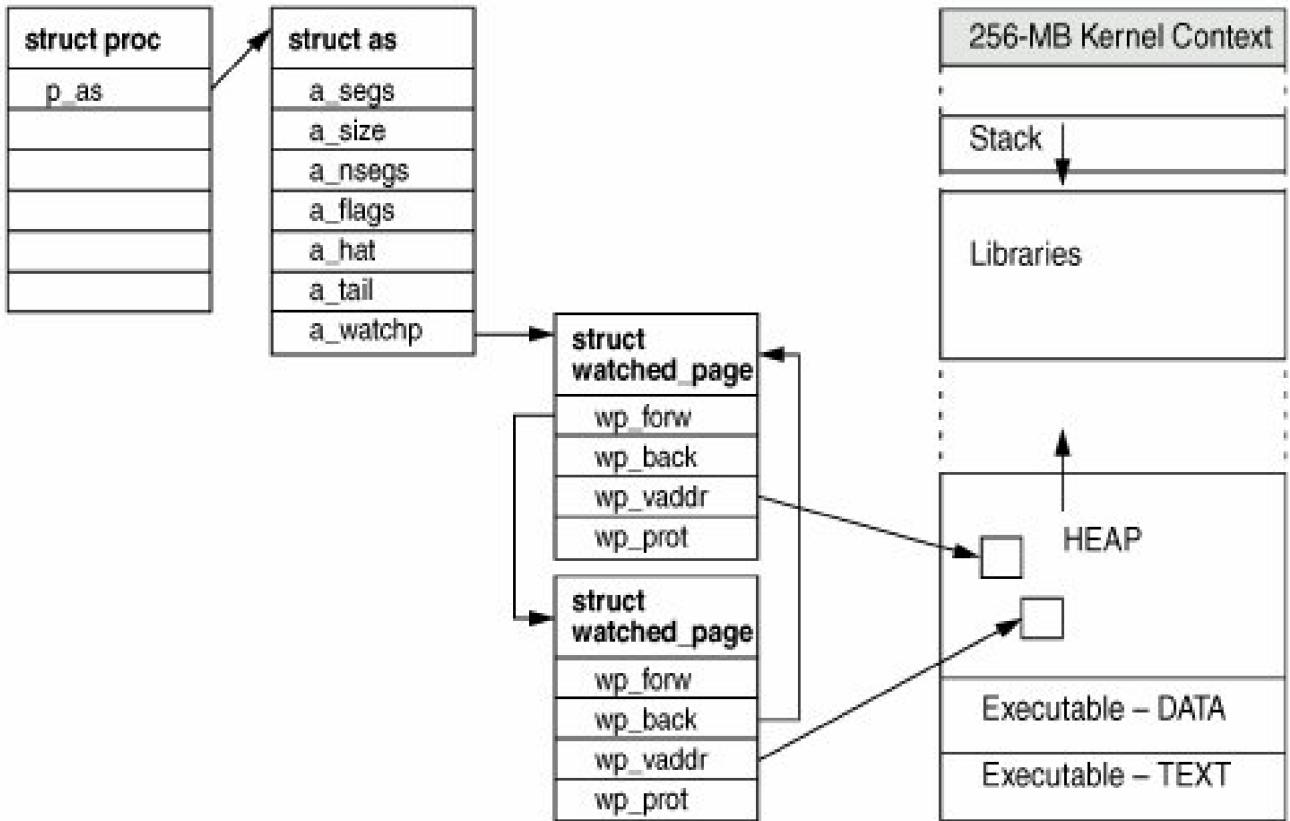 struct proc
p_as
struct as
a_segs
a_size
a_nsegs
a_flags
a_hat
a_tail
a_watchp
struct
watched_page
wp_forw
wp_back
wp_vaddr
wp_prot
struct
watched_page
wp_forw
wp_back
wp_vaddr
wp_prot
256-MB Kernel Context
Stack
Libraries
HEAP
Executable – DATA
Executable – TEXT